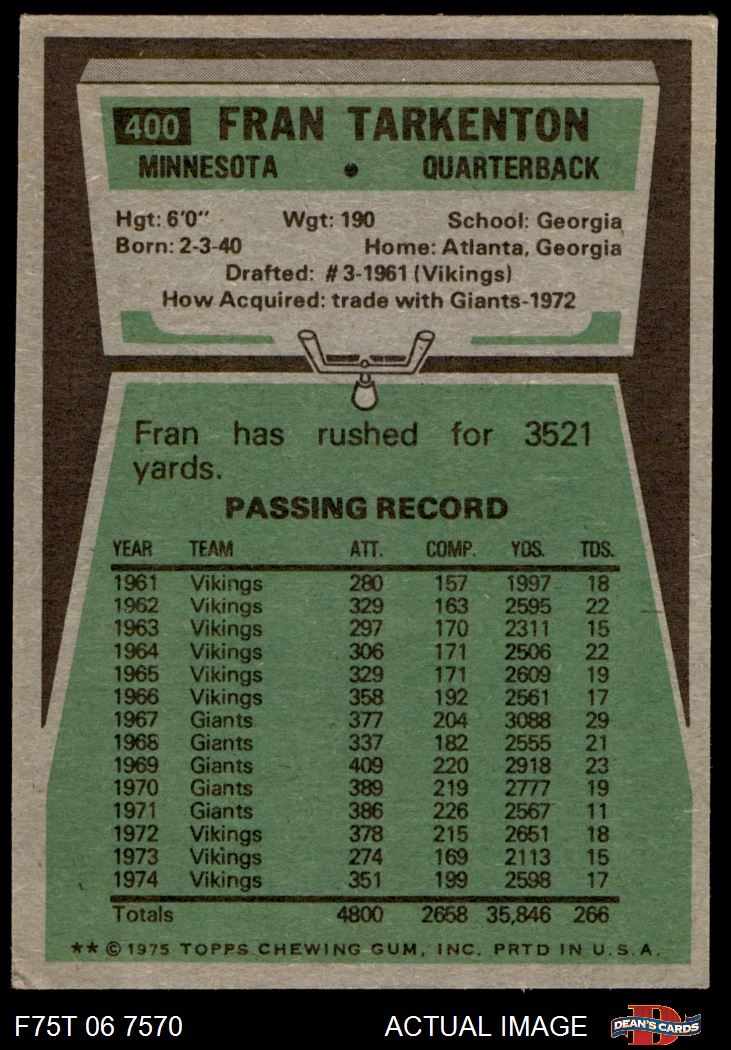 400 FRAN TARKENTON
MINNESOTA • QUARTERBACK
Hgt: 6'0" Wgt: 190 School: Georgia
Born: 2-3-40 Home: Atlanta, Georgia
Drafted: #3-1961 (Vikings)
How Acquired: trade with Giants-1972
Fran has rushed for 3521
yards.
PASSING RECORD
YEAR TEAM ATT. COMP. YDS. TDS.
1961 Vikings 280 157 1997 18
1962 Vikings 329 163 2595 22
1963 Vikings 297 170 2311 15
1964 Vikings 306 171 2506 22
1965 Vikings 329 171 2609 19
1966 Vikings 358 192 2561 17
1967 Giants 377 204 3088 29
1968 Giants 337 182 2555 21
1969 Giants 409 220 2918 23
1970 Giants 389 219 2777 19
1971 Giants 386 226 2567 11
1972 Vikings 378 215 2651 18
1973 Vikings 274 169 2113 15
1974 Vikings 351 199 2598 17
Totals 4800 2658 35,846 266
** © 1975 TOPPS CHEWING GUM, INC. PRTD IN U.S.A.
F75T 06 7570 ACTUAL IMAGE D DEAN'S CARDS